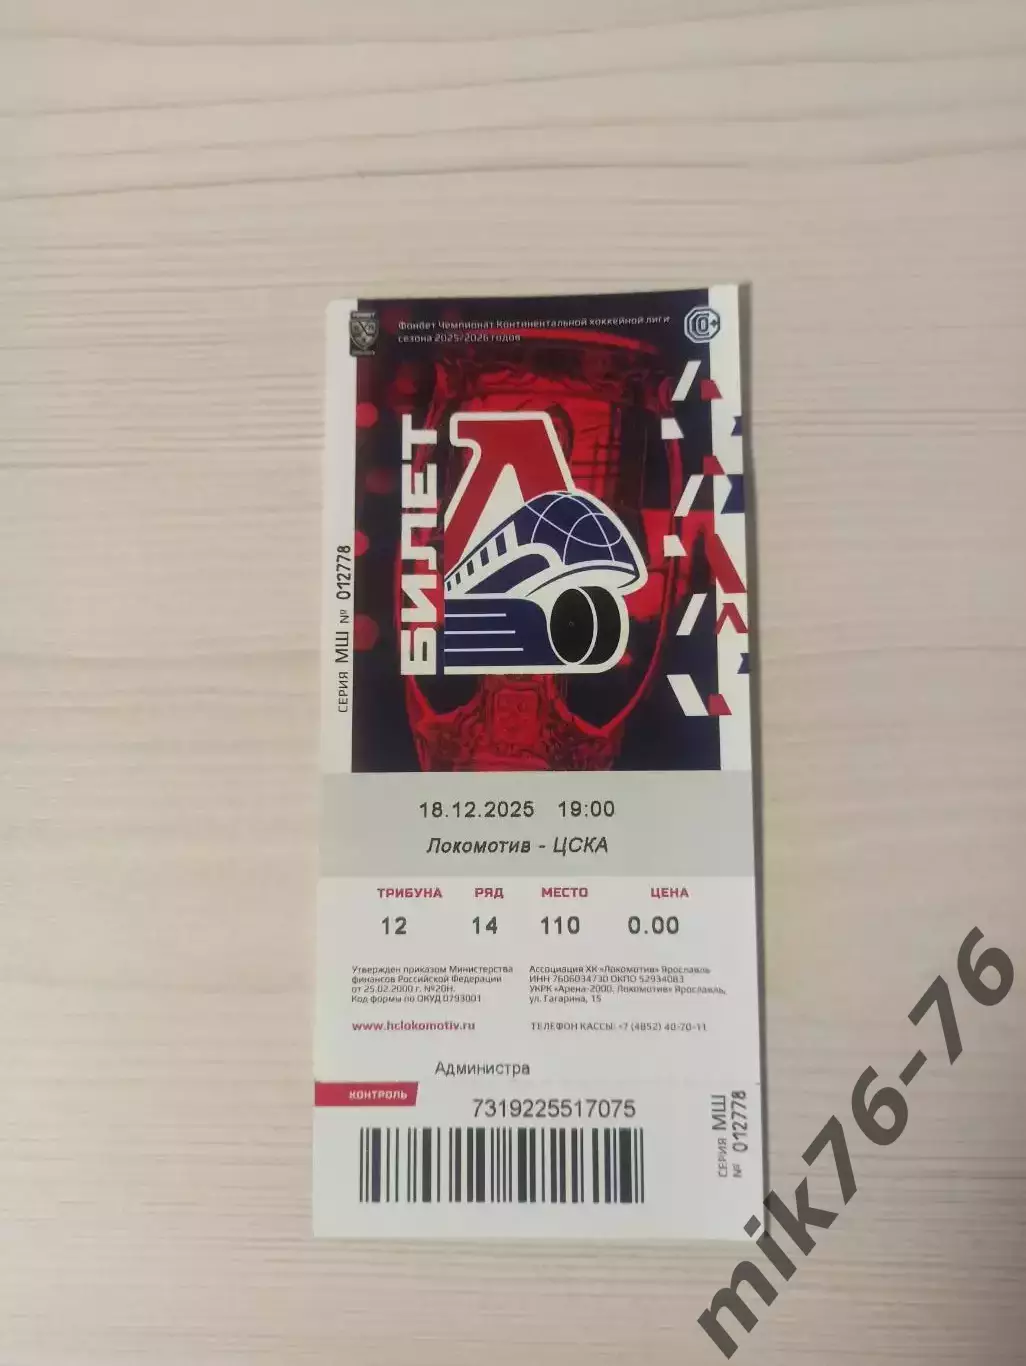 Фонбет Чемпионат Континентальной хоккейной лиги
сезона 2025/2026 годов
0+
БИЛЕТ
СЕРИЯ МШ № 012778
18.12.2025 19:00
Локомотив - ЦСКА
ТРИБУНА РЯД МЕСТО ЦЕНА
12 14 110 0.00
Утвержден приказом Министерства
финансов Российской Федерации
от 25.02.2000 г. №20Н.
Код формы по ОКУД 0793001
www.hclokomotiv.ru
Ассоциация ХК «Локомотив» Ярославль
ИНН 7606034730 ОКПО 52934083
УКРК «Арена-2000. Локомотив» Ярославль,
ул. Гагарина, 15
ТЕЛЕФОН КАССЫ: +7 (4852) 40-70-11
Администра
КОНТРОЛЬ
7319225517075
СЕРИЯ МШ
№ 012778
mik76-76